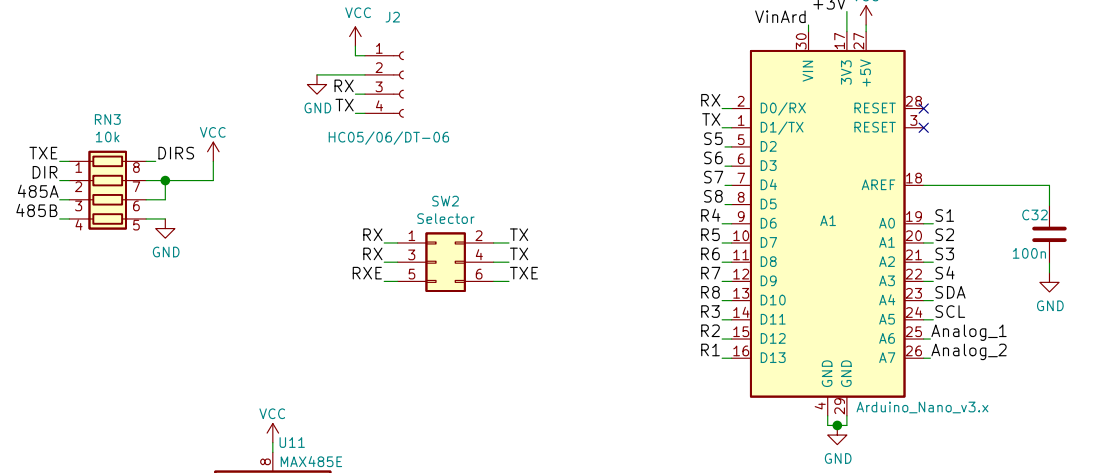 VCC
J2
1
2
RX 3
GND TX 4
HC05/06/DT-06
RN3
10k
VCC
TXE 1 8 DIRS
DIR 2 7
485A 3 6
485B 4 5
GND
SW2
Selector
RX 1 2 TX
RX 3 4 TX
RXE 5 6 TXE
VCC
U11
8 MAX485E
+3V
VinArd
30 17 27
VIN 3V3 +5V
RX 2 D0/RX RESET 28
TX 1 D1/TX RESET 3
S5 5 D2
S6 6 D3
S7 7 D4 AREF 18
S8 8 D5
R4 9 D6 A1 A0 19 S1
R5 10 D7 A1 20 S2
R6 11 D8 A2 21 S3
R7 12 D9 A3 22 S4
R8 13 D10 A4 23 SDA
R3 14 D11 A5 24 SCL
R2 15 D12 A6 25 Analog_1
R1 16 D13 A7 26 Analog_2
GND GND
4 29
Arduino_Nano_v3.x
GND
C32
100n
GND